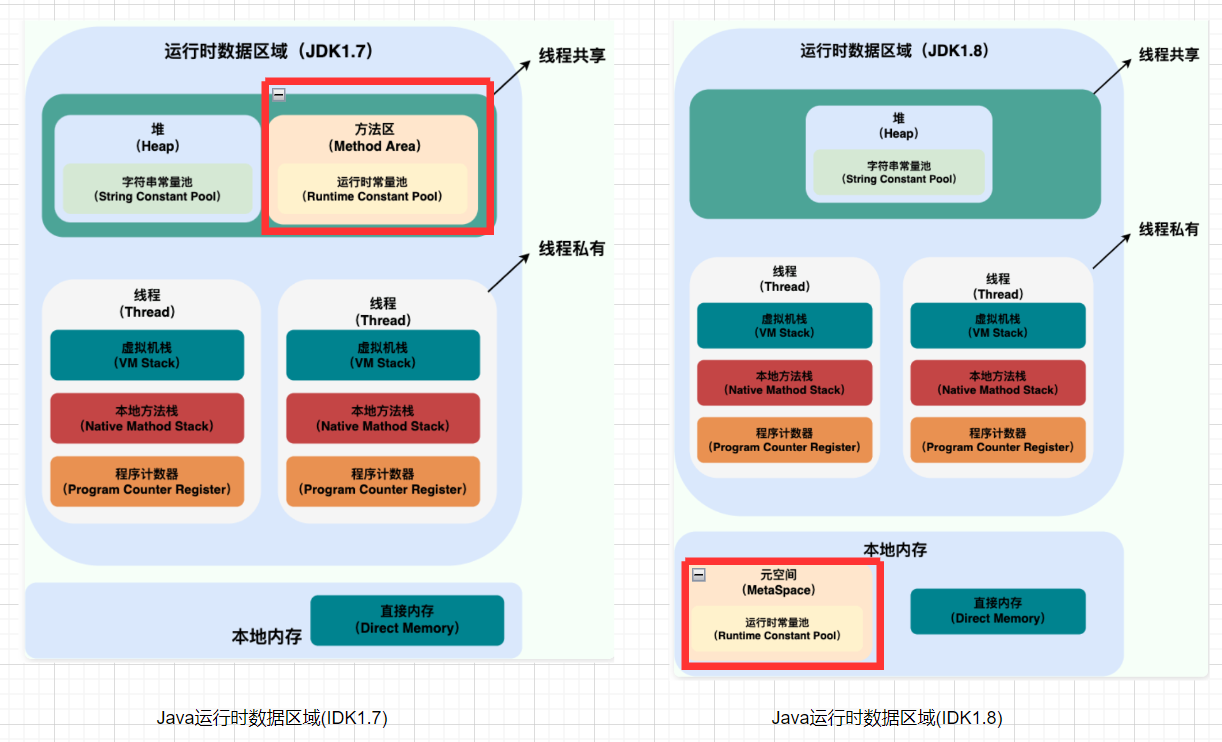 运行时数据区域（JDK1.7）
线程共享
堆
（Heap）
字符串常量池
（String Constant Pool）
方法区
（Method Area）
运行时常量池
（Runtime Constant Pool）
线程私有
线程
（Thread）
虚拟机栈
（VM Stack）
本地方法栈
（Native Mathod Stack）
程序计数器
（Program Counter Register）
线程
（Thread）
虚拟机栈
（VM Stack）
本地方法栈
（Native Mathod Stack）
程序计数器
（Program Counter Register）
本地内存
直接内存
（Direct Memory）
Java运行时数据区域(IDK1.7)
运行时数据区域（JDK1.8）
线程共享
堆
（Heap）
字符串常量池
（String Constant Pool）
线程私有
线程
（Thread）
虚拟机栈
（VM Stack）
本地方法栈
（Native Mathod Stack）
程序计数器
（Program Counter Register）
线程
（Thread）
虚拟机栈
（VM Stack）
本地方法栈
（Native Mathod Stack）
程序计数器
（Program Counter Register）
本地内存
元空间
（MetaSpace）
运行时常量池
（Runtime Constant Pool）
直接内存
（Direct Memory）
Java运行时数据区域(IDK1.8)